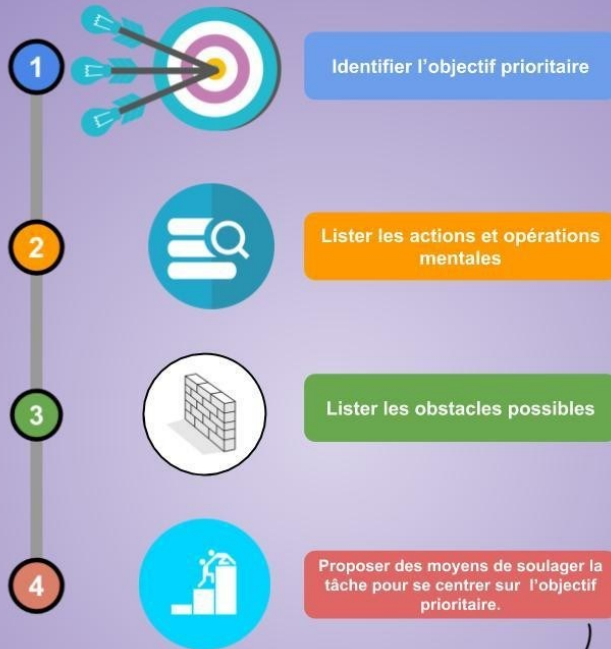 1
Identifier l'objectif prioritaire
2
Lister les actions et opérations
mentales
3
Lister les obstacles possibles
4
Proposer des moyens de soulager la
tâche pour se centrer sur l'objectif
prioritaire.